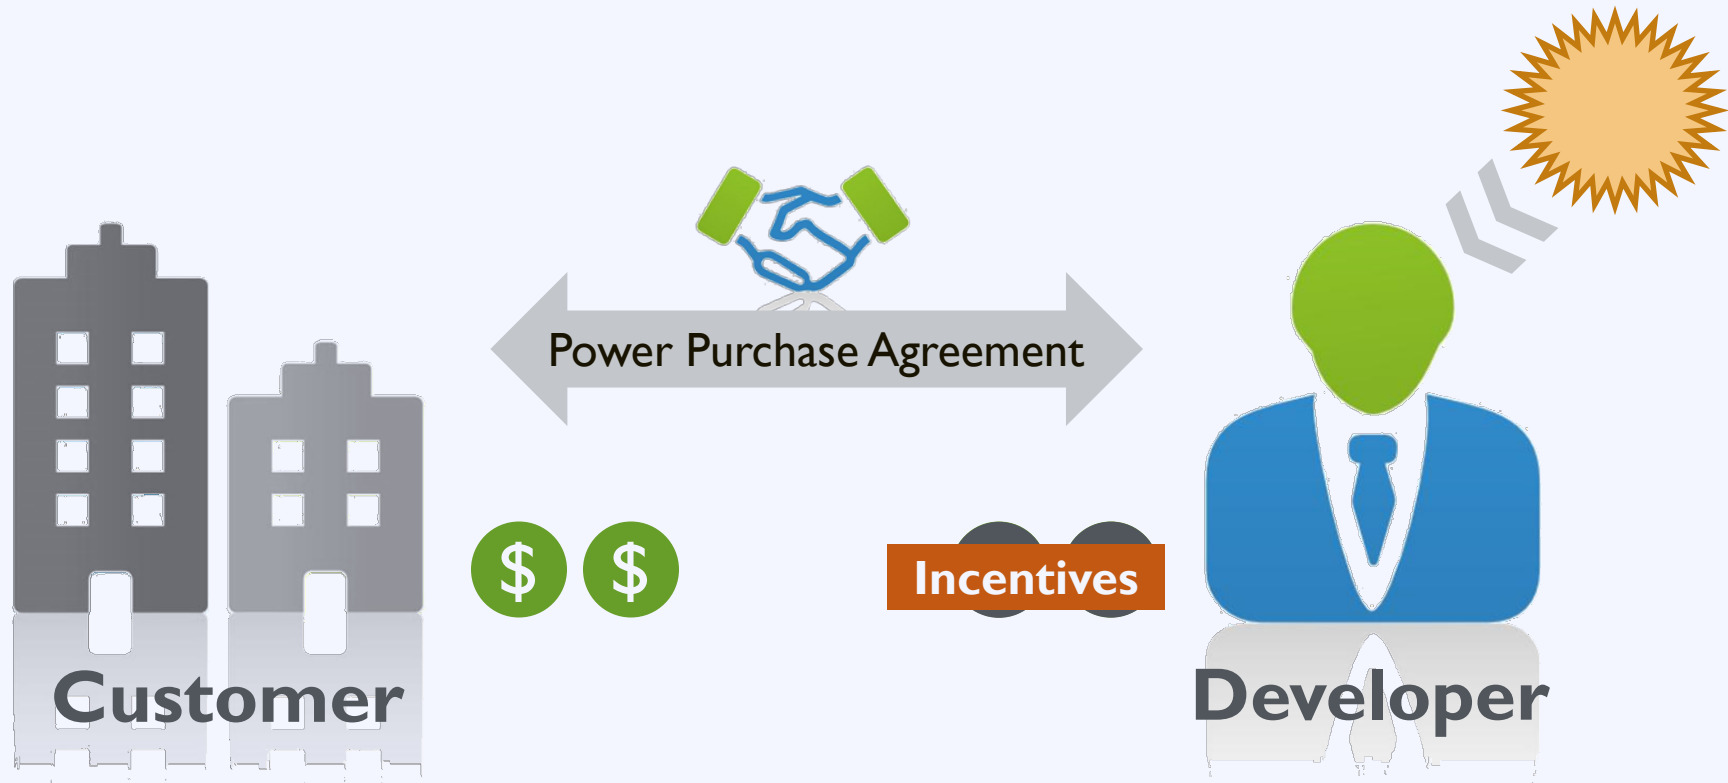 Power Purchase Agreement
$ $
Incentives
Customer
Developer